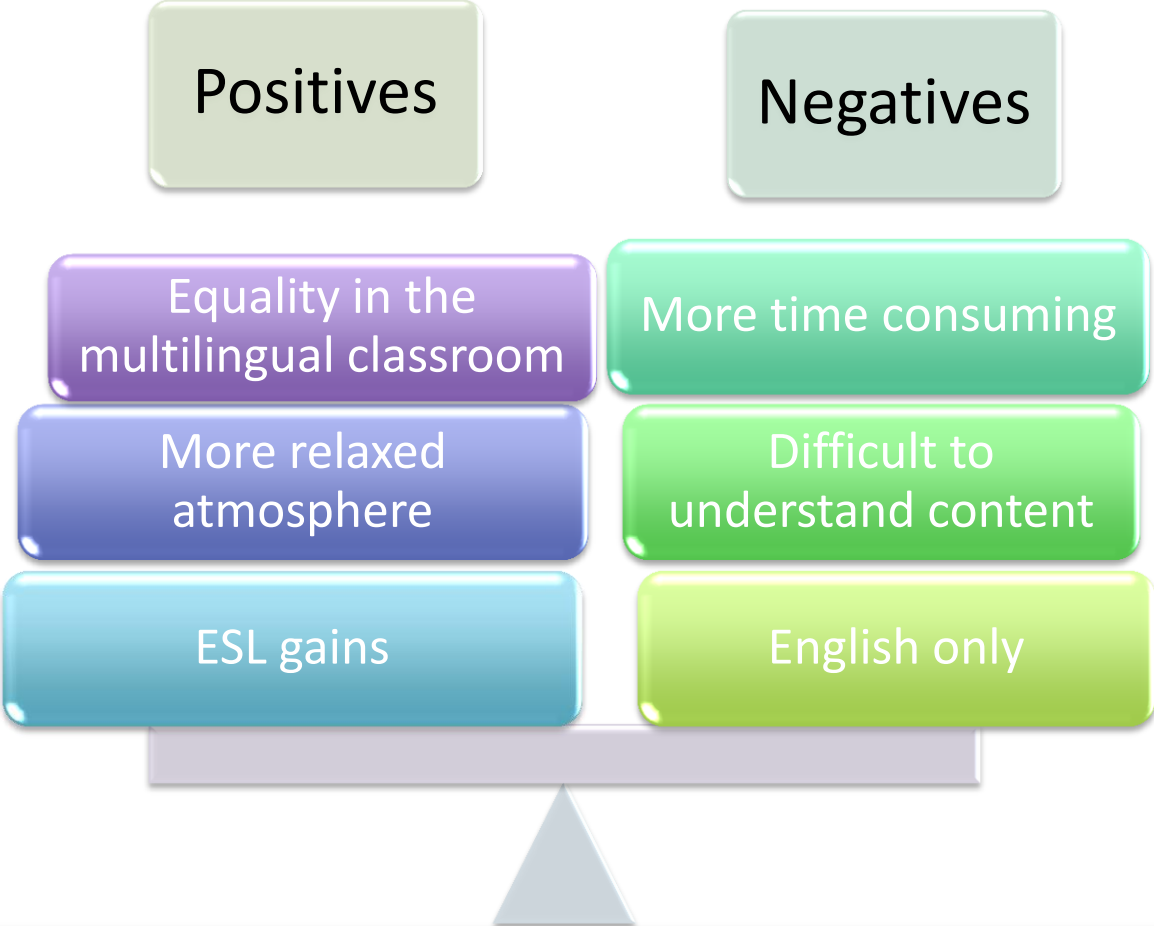 Positives
Negatives
Equality in the
multilingual classroom
More time consuming
More relaxed
atmosphere
Difficult to
understand content
ESL gains
English only